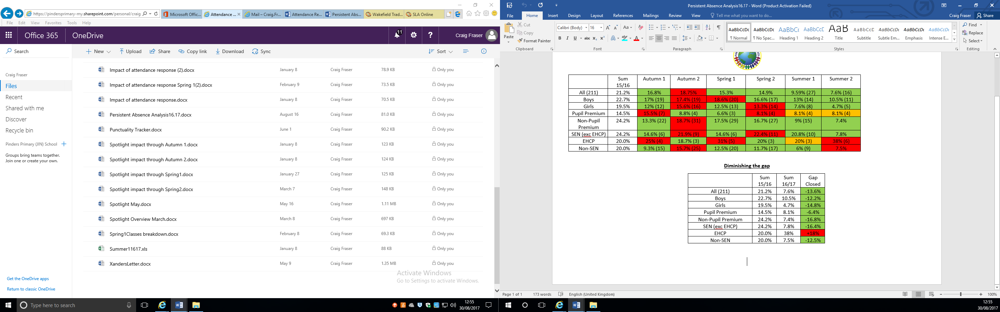 https://pindersprimary-my.sharepoint.com/personal/craig
Microsoft Offic...
Attendance ...
Mail – Craig.Fr...
Attendance Re...
Persistent Abs...
Wakefield Trad...
SLA Online
File Edit View Favorites Tools Help
Office 365 OneDrive
11
Craig Fraser
Search
New Upload Share Copy link Download Sync Sort
Craig Fraser
Files
Recent
Shared with me
Discover
Recycle bin
Pinders Primary (JIN) School
Groups bring teams together.
Join one or create your own.
Get the OneDrive apps
Return to classic OneDrive
Impact of attendance response (2).docx January 8 Craig Fraser 78.9 KB Only you
Impact of attendance response Spring 1(2).docx February 9 Craig Fraser 73.5 KB Only you
Impact of attendance response.docx January 8 Craig Fraser 70.5 KB Only you
Persistent Absence Analysis16.17.docx August 16 Craig Fraser 81.0 KB Only you
Punctuality Tracker.docx June 1 Craig Fraser 90.2 KB Only you
Spotlight impact through Autumn 1.docx January 8 Craig Fraser 123 KB Only you
Spotlight impact through Autumn 2.docx January 8 Craig Fraser 124 KB Only you
Spotlight impact through Spring1.docx January 27 Craig Fraser 125 KB Only you
Spotlight impact through Spring2.docx March 7 Craig Fraser 148 KB Only you
Spotlight May.docx May 16 Craig Fraser 1.11 MB Only you
Spotlight Overview March.docx March 8 Craig Fraser 697 KB Only you
Spring1Classes breakdown.docx February 8 Craig Fraser 69.3 KB Only you
Summer11617.xls January 8 Craig Fraser 88 KB Only you
XandersLetter.docx May 9 Craig Fraser 1.35 MB Only you
Activate Windows
Go to Settings to activate Windows.
Type here to search
12:55
30/08/2017
Persistent Absence Analysis16.17 - Word (Product Activation Failed)
File Home Insert Design Layout References Mailings Review View Tell me what you want to do...
Craig Fraser Share
Paste
Cut
Copy
Format Painter
Clipboard
Calibri (Body) 16
Font
Paragraph
AaBbCcDc AaBbCcDc AaBbCc AaBbCcE AaB AaBbCcD AaBbCcDc AaBbCcDc AaBbCcDc
¶ Normal ¶ No Spac... Heading 1 Heading 2 Title Subtitle Subtle Em... Emphasis Intense E...
Styles
Find
Replace
Select
Editing
Sum 15/16 Autumn 1 Autumn 2 Spring 1 Spring 2 Summer 1 Summer 2
All (211) 21.2% 16.8% 18.75% 15.3% 14.9% 9.59% (27) 7.6% (16)
Boys 22.7% 17% (19) 17.4% (19) 18.6% (20) 16.6% (17) 13% (14) 10.5% (11)
Girls 19.5% 12% (12) 15.6% (16) 12.5% (13) 13.3% (14) 7.6% (8) 4.7% (5)
Pupil Premium 14.5% 15.5% (7) 8.8% (4) 6.6% (3) 8.1% (4) 8.1% (4) 8.1% (4)
Non-Pupil Premium 24.2% 13.3% (22) 18.7% (31) 17.5% (29) 16.7% (27) 9% (15) 7.4%
SEN (exc EHCP) 24.2% 14.6% (6) 21.9% (9) 14.6% (6) 22.4% (11) 20.8% (10) 7.8%
EHCP 20.0% 25% (4) 18.7% (3) 31% (5) 20% (3) 20% (3) 38% (6)
Non-SEN 20.0% 9.3% (15) 15.7% (25) 12.5% (20) 11.7% (17) 6% (9) 7.5%
Diminishing the gap
Sum 15/16 Sum 16/17 Gap Closed
All (211) 21.2% 7.6% -13.6%
Boys 22.7% 10.5% -12.2%
Girls 19.5% 4.7% -14.8%
Pupil Premium 14.5% 8.1% -6.4%
Non-Pupil Premium 24.2% 7.4% -16.8%
SEN (exc EHCP) 24.2% 7.8% -16.4%
EHCP 20.0% 38% +18%
Non-SEN 20.0% 7.5% -12.5%
Page 1 of 1 173 words English (United Kingdom)
100%
12:55
30/08/2017